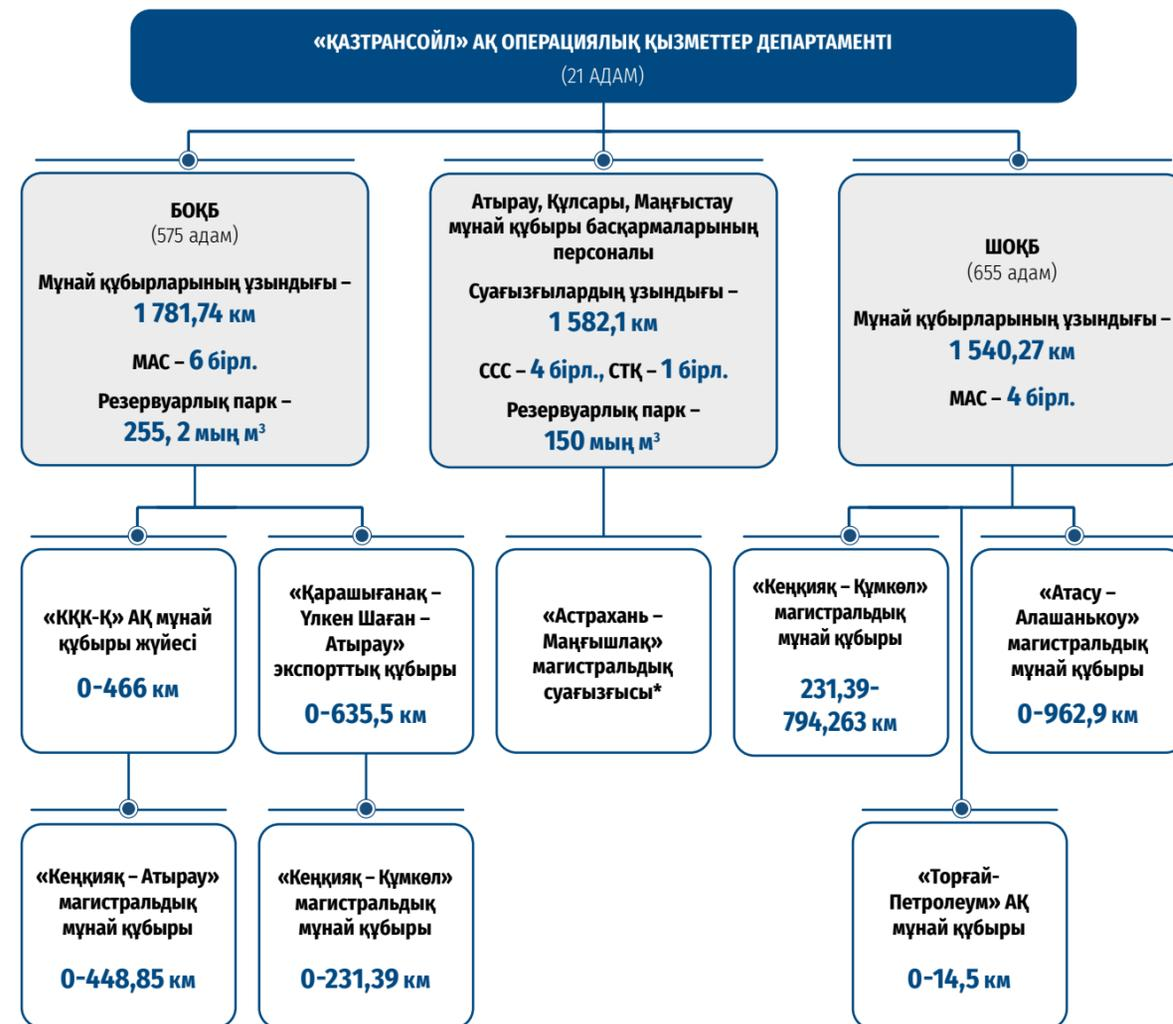 «ҚАЗТРАНСОЙЛ» АҚ ОПЕРАЦИЯЛЫҚ ҚЫЗМЕТТЕР ДЕПАРТАМЕНТІ
(21 АДАМ)
БОҚБ
(575 адам)
Мұнай құбырларының ұзындығы –
1 781,74 км
МАС – 6 бірл.
Резервуарлық парк –
255, 2 мың м³
Атырау, Құлсары, Маңғыстау
мұнай құбыры басқармаларының
персоналы
Суағызғылардың ұзындығы –
1 582,1 км
ССС – 4 бірл., СТҚ – 1 бірл.
Резервуарлық парк –
150 мың м³
ШОҚБ
(655 адам)
Мұнай құбырларының ұзындығы –
1 540,27 км
МАС – 4 бірл.
«КҚК-Қ» АҚ мұнай
құбыры жүйесі
0-466 км
«Қарашығанақ –
Үлкен Шаған –
Атырау»
экспорттық құбыры
0-635,5 км
«Астрахань –
Маңғышлақ»
магистральдық
суағызғысы*
«Кеңқияқ – Құмкөл»
магистральдық
мұнай құбыры
231,39-
794,263 км
«Атасу –
Алашанькоу»
магистральдық
мұнай құбыры
0-962,9 км
«Кеңқияқ – Атырау»
магистральдық
мұнай құбыры
0-448,85 км
«Кеңқияқ – Құмкөл»
магистральдық
мұнай құбыры
0-231,39 км
«Торғай-
Петролеум» АҚ
мұнай құбыры
0-14,5 км